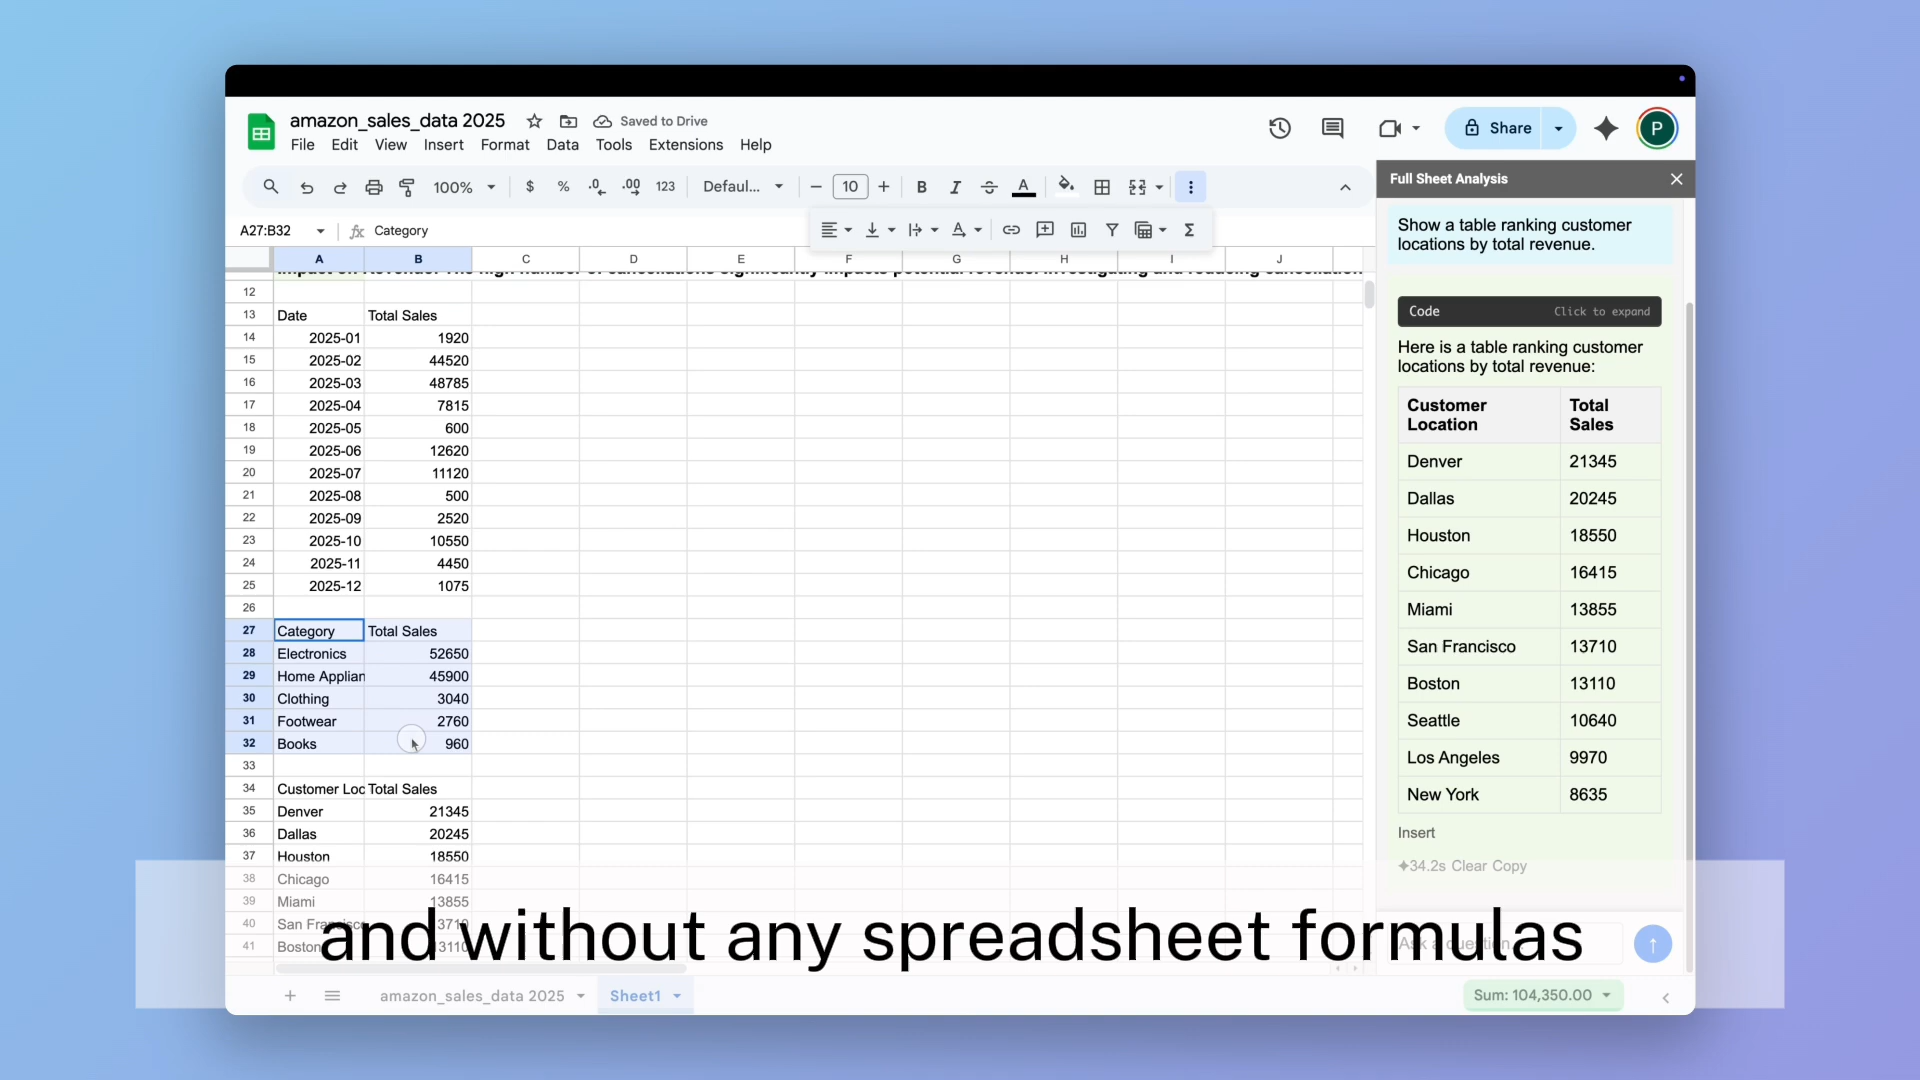 amazon_sales_data 2025
Saved to Drive
File Edit View Insert Format Data Tools Extensions Help
Share
P
100% $ % .0 .00 123 Defaul... 10 B I A
A27:B32 fx Category
A B C D E F G H I J
12
13 Date Total Sales
14 2025-01 1920
15 2025-02 44520
16 2025-03 48785
17 2025-04 7815
18 2025-05 600
19 2025-06 12620
20 2025-07 11120
21 2025-08 500
22 2025-09 2520
23 2025-10 10550
24 2025-11 4450
25 2025-12 1075
26
27 Category Total Sales
28 Electronics 52650
29 Home Applian 45900
30 Clothing 3040
31 Footwear 2760
32 Books 960
33
34 Customer Loc Total Sales
35 Denver 21345
36 Dallas 20245
37 Houston 18550
38 Chicago 16415
39 Miami 13855
40 San Francisco 13710
41 Boston 13110
Full Sheet Analysis
Show a table ranking customer
locations by total revenue.
Code Click to expand
Here is a table ranking customer
locations by total revenue:
Customer Location Total Sales
Denver 21345
Dallas 20245
Houston 18550
Chicago 16415
Miami 13855
San Francisco 13710
Boston 13110
Seattle 10640
Los Angeles 9970
New York 8635
Insert
34.2s Clear Copy
Ask a question...
and without any spreadsheet formulas
amazon_sales_data 2025 Sheet1
Sum: 104,350.00